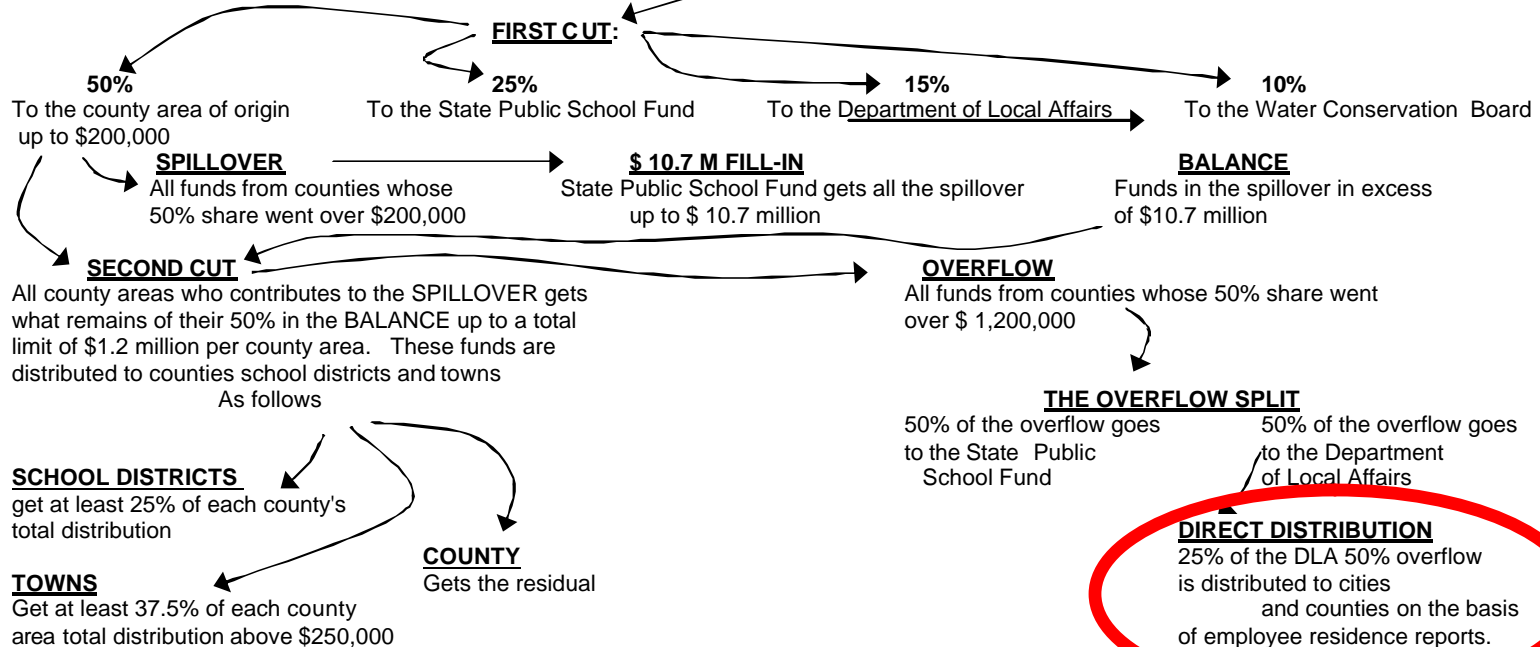 FIRST CUT:
50%
To the county area of origin
up to $200,000
25%
To the State Public School Fund
15%
To the Department of Local Affairs
10%
To the Water Conservation Board
SPILLOVER
All funds from counties whose
50% share went over $200,000
$ 10.7 M FILL-IN
State Public School Fund gets all the spillover
up to $ 10.7 million
BALANCE
Funds in the spillover in excess
of $10.7 million
SECOND CUT
All county areas who contributes to the SPILLOVER gets
what remains of their 50% in the BALANCE up to a total
limit of $1.2 million per county area. These funds are
distributed to counties school districts and towns
As follows
OVERFLOW
All funds from counties whose 50% share went
over $ 1,200,000
THE OVERFLOW SPLIT
50% of the overflow goes
to the State Public
School Fund
50% of the overflow goes
to the Department
of Local Affairs
SCHOOL DISTRICTS
get at least 25% of each county's
total distribution
TOWNS
Get at least 37.5% of each county
area total distribution above $250,000
COUNTY
Gets the residual
DIRECT DISTRIBUTION
25% of the DLA 50% overflow
is distributed to cities
and counties on the basis
of employee residence reports.